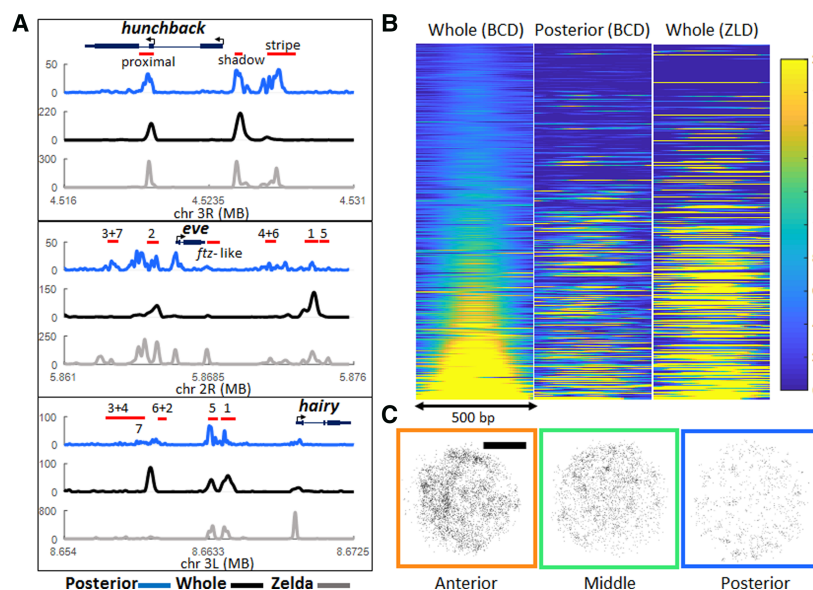 A
hunchback
proximal
shadow
stripe
50
0
220
0
300
0
4.516
4.5235
4.531
chr 3R (MB)
3+7
2
eve
ftz-like
4+6
1
5
50
0
150
0
250
0
5.861
5.8685
5.876
chr 2R (MB)
3+4
7
6+2
5
1
hairy
100
0
100
0
800
0
8.654
8.6633
8.6725
chr 3L (MB)
Posterior
Whole
Zelda
B
Whole (BCD)
Posterior (BCD)
Whole (ZLD)
500 bp
C
Anterior
Middle
Posterior